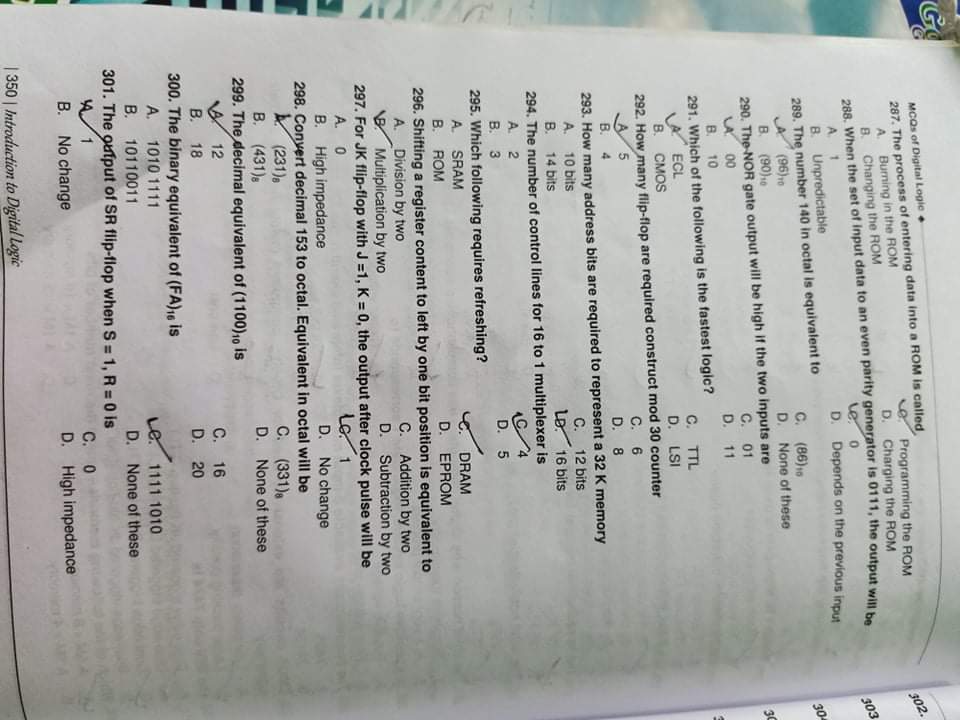 MCQs of Digital Logic ◆
287. The process of entering data into a ROM is called
A. Burning in the ROM
B. Changing the ROM
C. Programming the ROM
D. Charging the ROM
288. When the set of input data to an even parity generator is 0111, the output will be
A. 1
B. Unpredictable
C. 0
D. Depends on the previous input
289. The number 140 in octal is equivalent to
A. (96)₁₀
B. (90)₁₀
C. (86)₁₀
D. None of these
290. The NOR gate output will be high if the two inputs are
A. 00
B. 10
C. 01
D. 11
291. Which of the following is the fastest logic?
A. ECL
B. CMOS
C. TTL
D. LSI
292. How many flip-flop are required construct mod 30 counter
A. 5
B. 4
C. 6
D. 8
293. How many address bits are required to represent a 32 K memory
A. 10 bits
B. 14 bits
C. 12 bits
D. 16 bits
294. The number of control lines for 16 to 1 multiplexer is
A. 2
B. 3
C. 4
D. 5
295. Which following requires refreshing?
A. SRAM
B. ROM
C. DRAM
D. EPROM
296. Shifting a register content to left by one bit position is equivalent to
A. Division by two
B. Multiplication by two
C. Addition by two
D. Subtraction by two
297. For JK flip-flop with J =1, K = 0, the output after clock pulse will be
A. 0
B. High impedance
C. 1
D. No change
298. Convert decimal 153 to octal. Equivalent in octal will be
A. (231)₈
B. (431)₈
C. (331)₈
D. None of these
299. The decimal equivalent of (1100)₁₀ is
A. 12
B. 18
C. 16
D. 20
300. The binary equivalent of (FA)₁₆ is
A. 1010 1111
B. 10110011
C. 1111 1010
D. None of these
301. The output of SR flip-flop when S = 1, R = 0 is
A. 1
B. No change
C. 0
D. High impedance
| 350 | Introduction to Digital Logic
302.
303